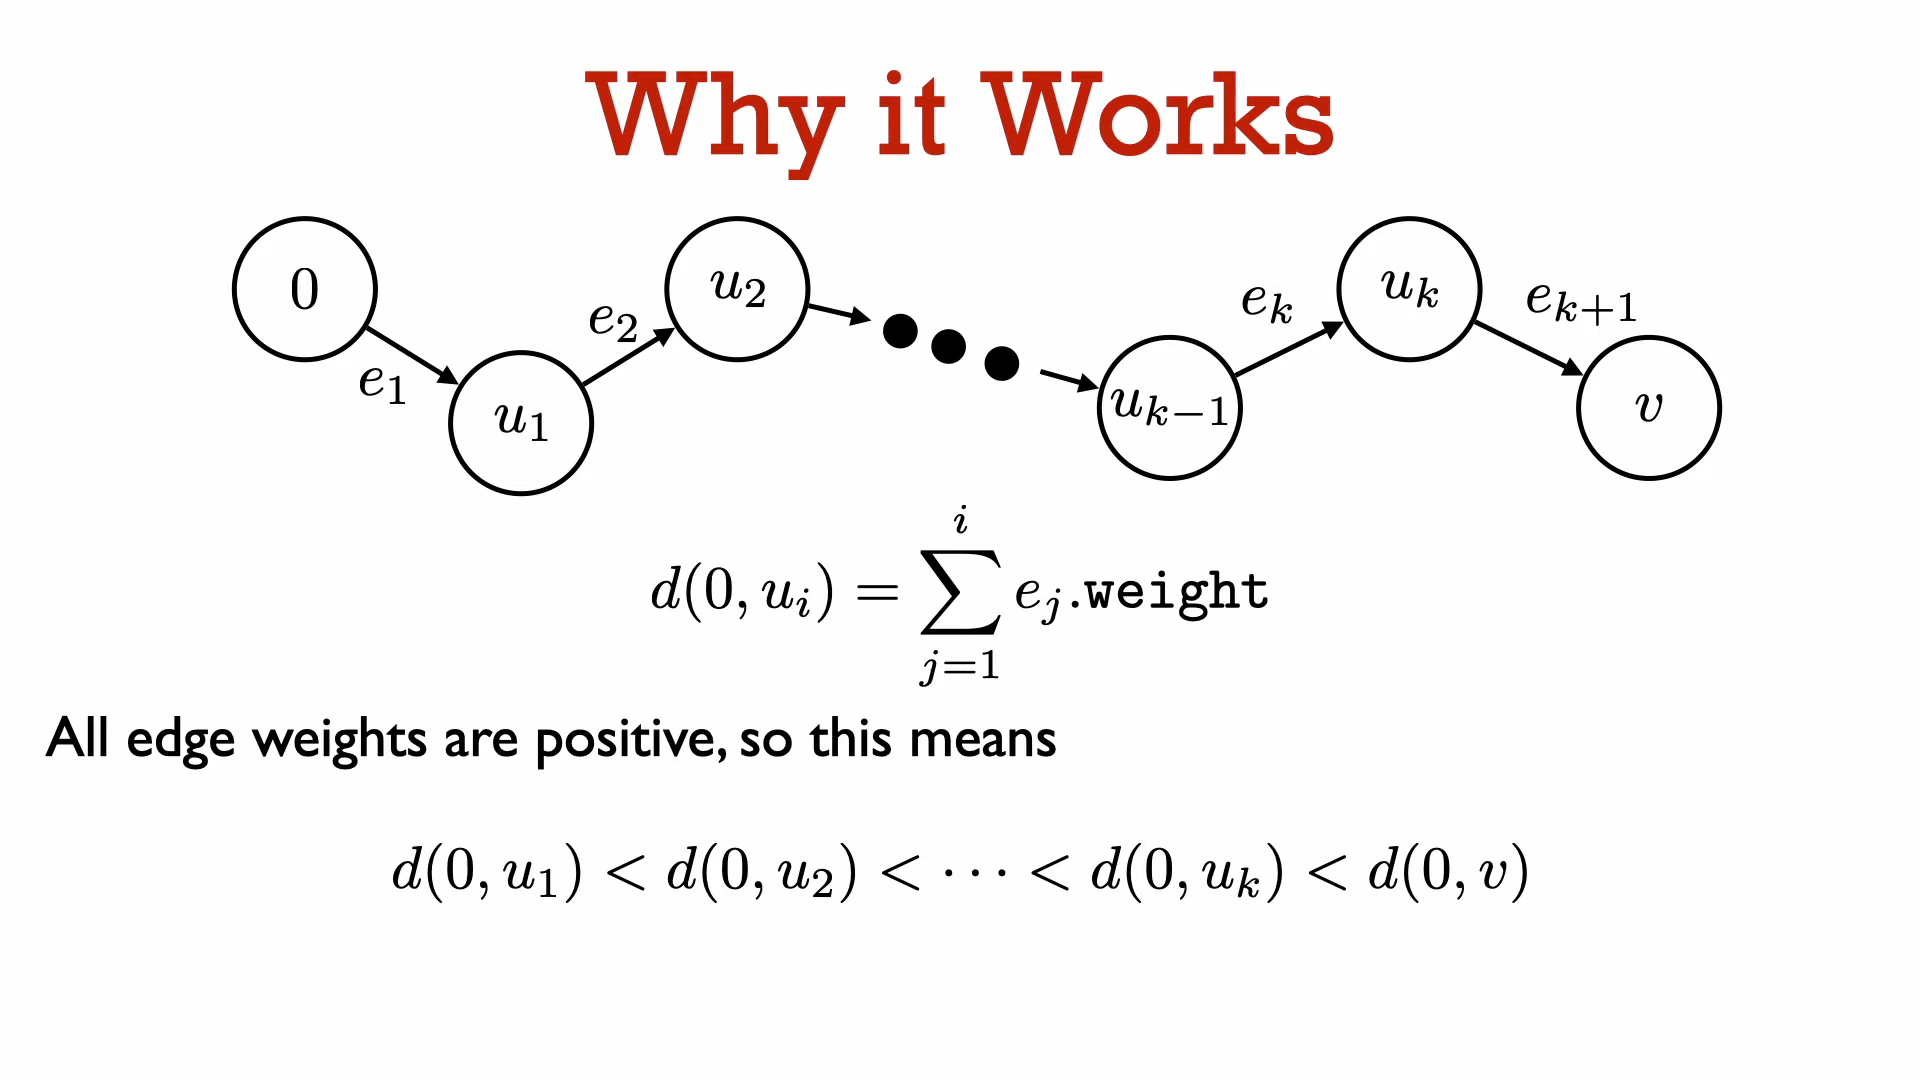 Why it Works
0
u₂
uₖ
e₂
eₖ
eₖ₊₁
e₁
u₁
uₖ₋₁
v
d(0, uᵢ) = ∑_{j=1}^{i} eⱼ.weight
All edge weights are positive, so this means
d(0, u₁) < d(0, u₂) < ⋯ < d(0, uₖ) < d(0, v)